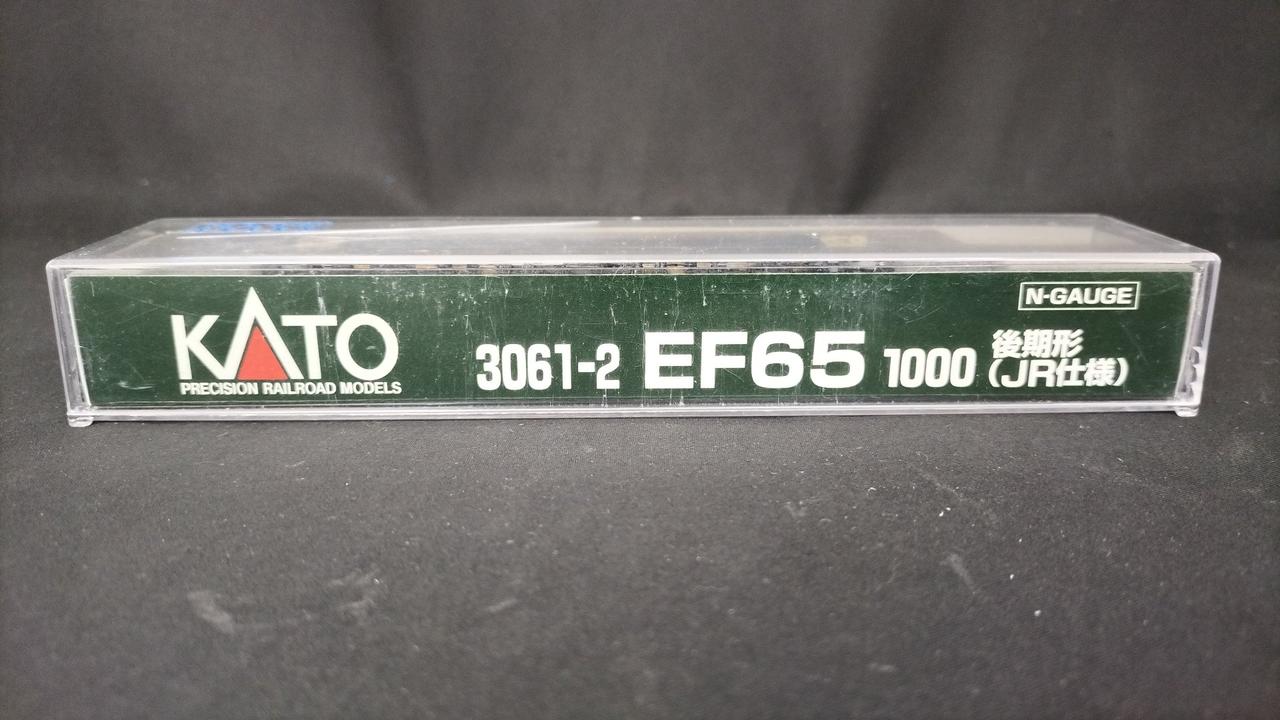 KATO
PRECISION RAILROAD MODELS
3061-2 EF65 1000 後期形
(JR仕様)
N-GAUGE